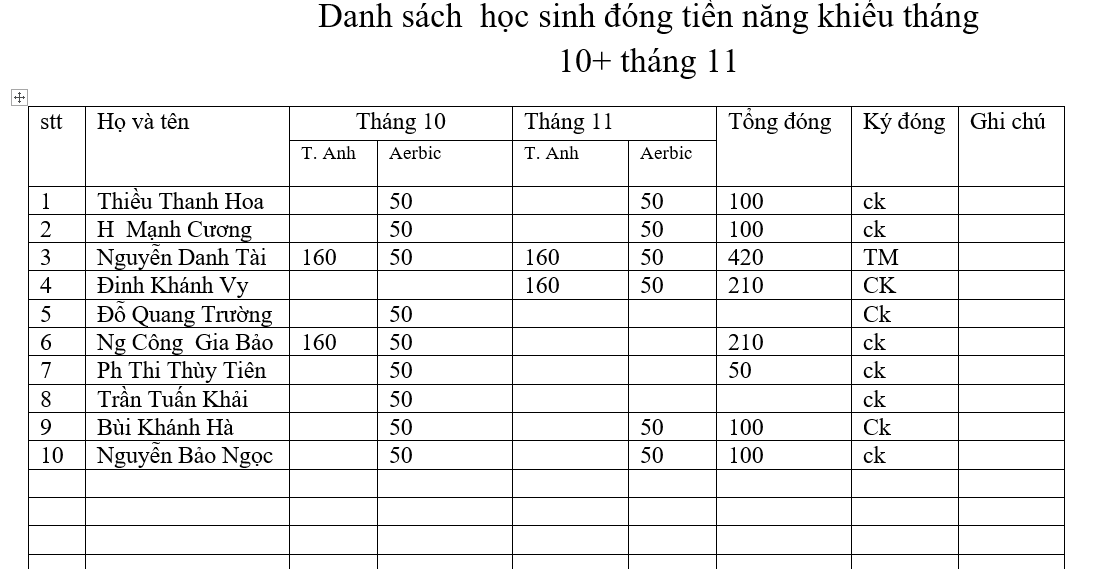 Danh sách  học sinh đóng tiền năng khiếu tháng
10+ tháng 11
stt Họ và tên Tháng 10 Tháng 11 Tổng đóng Ký đóng Ghi chú
T. Anh Aerbic T. Anh Aerbic
1 Thiều Thanh Hoa 50 50 100 ck
2 H  Mạnh Cương 50 50 100 ck
3 Nguyễn Danh Tài 160 50 160 50 420 TM
4 Đinh Khánh Vy 160 50 210 CK
5 Đỗ Quang Trường 50 Ck
6 Ng Công  Gia Bảo 160 50 210 ck
7 Ph Thi Thùy Tiên 50 50 ck
8 Trần Tuấn Khải 50 ck
9 Bùi Khánh Hà 50 50 100 Ck
10 Nguyễn Bảo Ngọc 50 50 100 ck